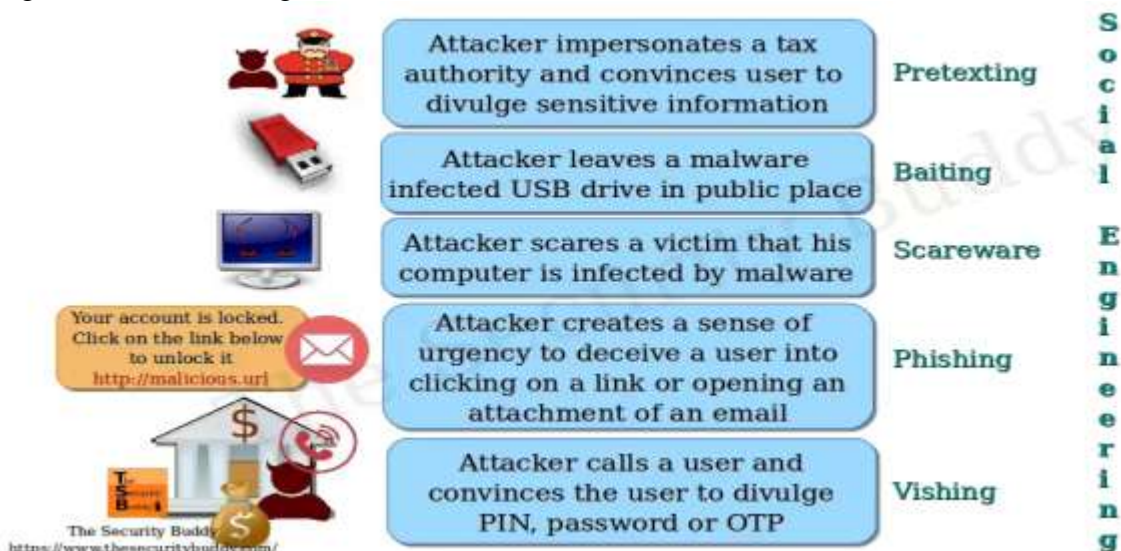 Attacker impersonates a tax
authority and convinces user to
divulge sensitive information
Pretexting
Attacker leaves a malware
infected USB drive in public place
Baiting
Attacker scares a victim that his
computer is infected by malware
Scareware
Your account is locked.
Click on the link below
to unlock it
http://malicious.url
Attacker creates a sense of
urgency to deceive a user into
clicking on a link or opening an
attachment of an email
Phishing
Attacker calls a user and
convinces the user to divulge
PIN, password or OTP
Vishing
The Security Buddy
https://www.thesecuritybuddy.com/
Social Engineering